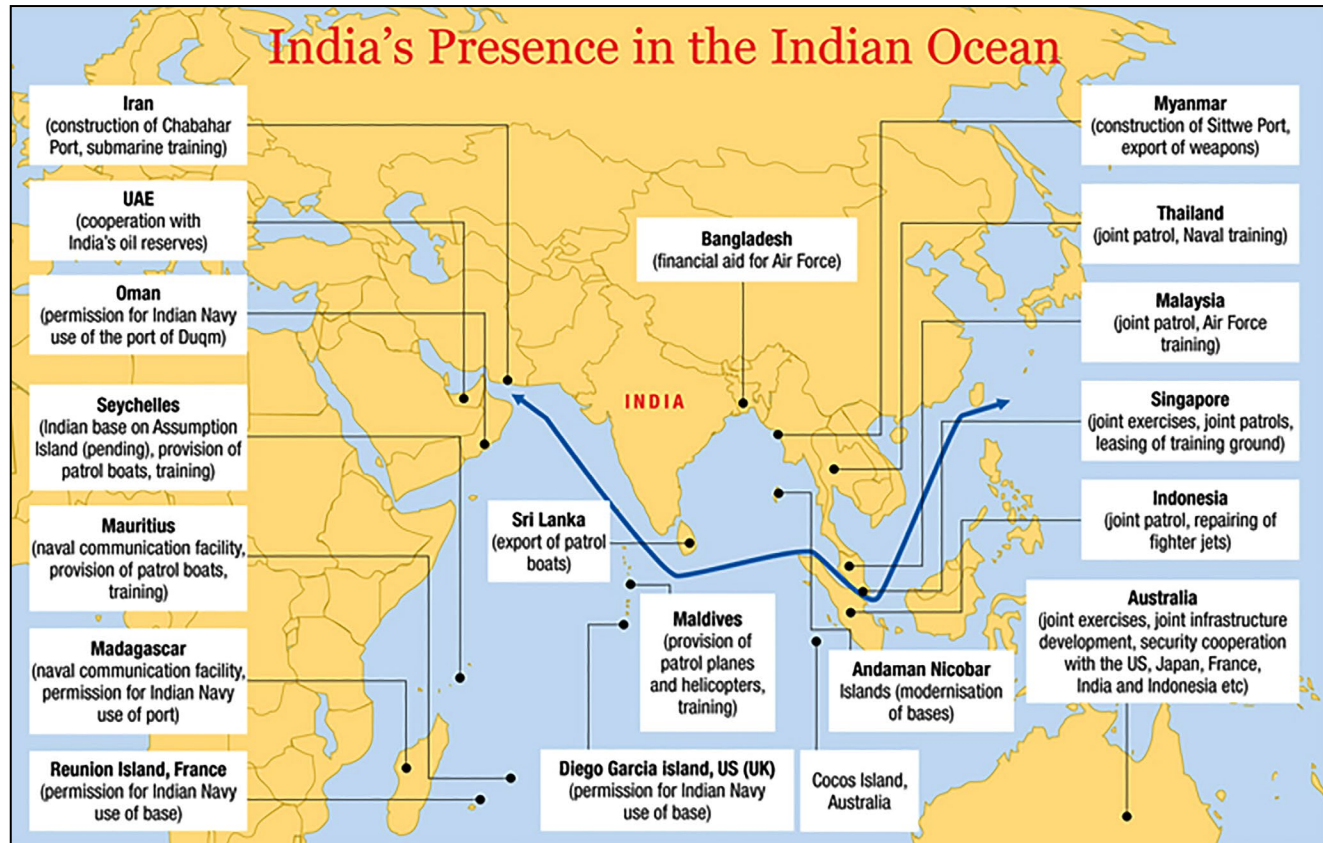 India's Presence in the Indian Ocean
Iran
(construction of Chabahar
Port, submarine training)
UAE
(cooperation with
India's oil reserves)
Oman
(permission for Indian Navy
use of the port of Duqm)
Seychelles
(Indian base on Assumption
Island (pending), provision of
patrol boats, training)
Mauritius
(naval communication facility,
provision of patrol boats,
training)
Madagascar
(naval communication facility,
permission for Indian Navy
use of port)
Reunion Island, France
(permission for Indian Navy
use of base)
Bangladesh
(financial aid for Air Force)
INDIA
Sri Lanka
(export of patrol
boats)
Maldives
(provision of
patrol planes
and helicopters,
training)
Diego Garcia island, US (UK)
(permission for Indian Navy
use of base)
Cocos Island,
Australia
Andaman Nicobar
Islands (modernisation
of bases)
Myanmar
(construction of Sittwe Port,
export of weapons)
Thailand
(joint patrol, Naval training)
Malaysia
(joint patrol, Air Force
training)
Singapore
(joint exercises, joint patrols,
leasing of training ground)
Indonesia
(joint patrol, repairing of
fighter jets)
Australia
(joint exercises, joint infrastructure
development, security cooperation
with the US, Japan, France,
India and Indonesia etc)